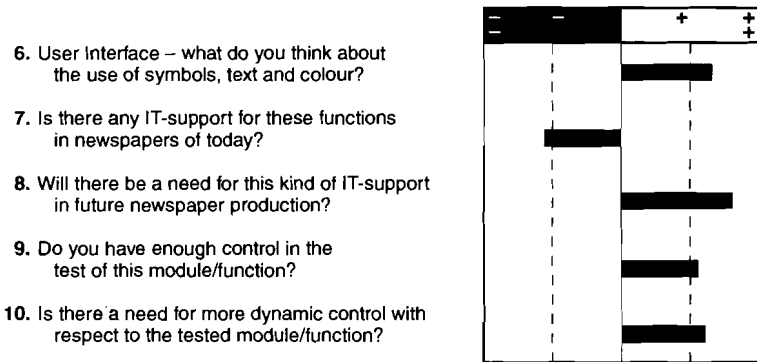 – – + +
– +
6. User Interface – what do you think about
the use of symbols, text and colour?
7. Is there any IT-support for these functions
in newspapers of today?
8. Will there be a need for this kind of IT-support
in future newspaper production?
9. Do you have enough control in the
test of this module/function?
10. Is there a need for more dynamic control with
respect to the tested module/function?